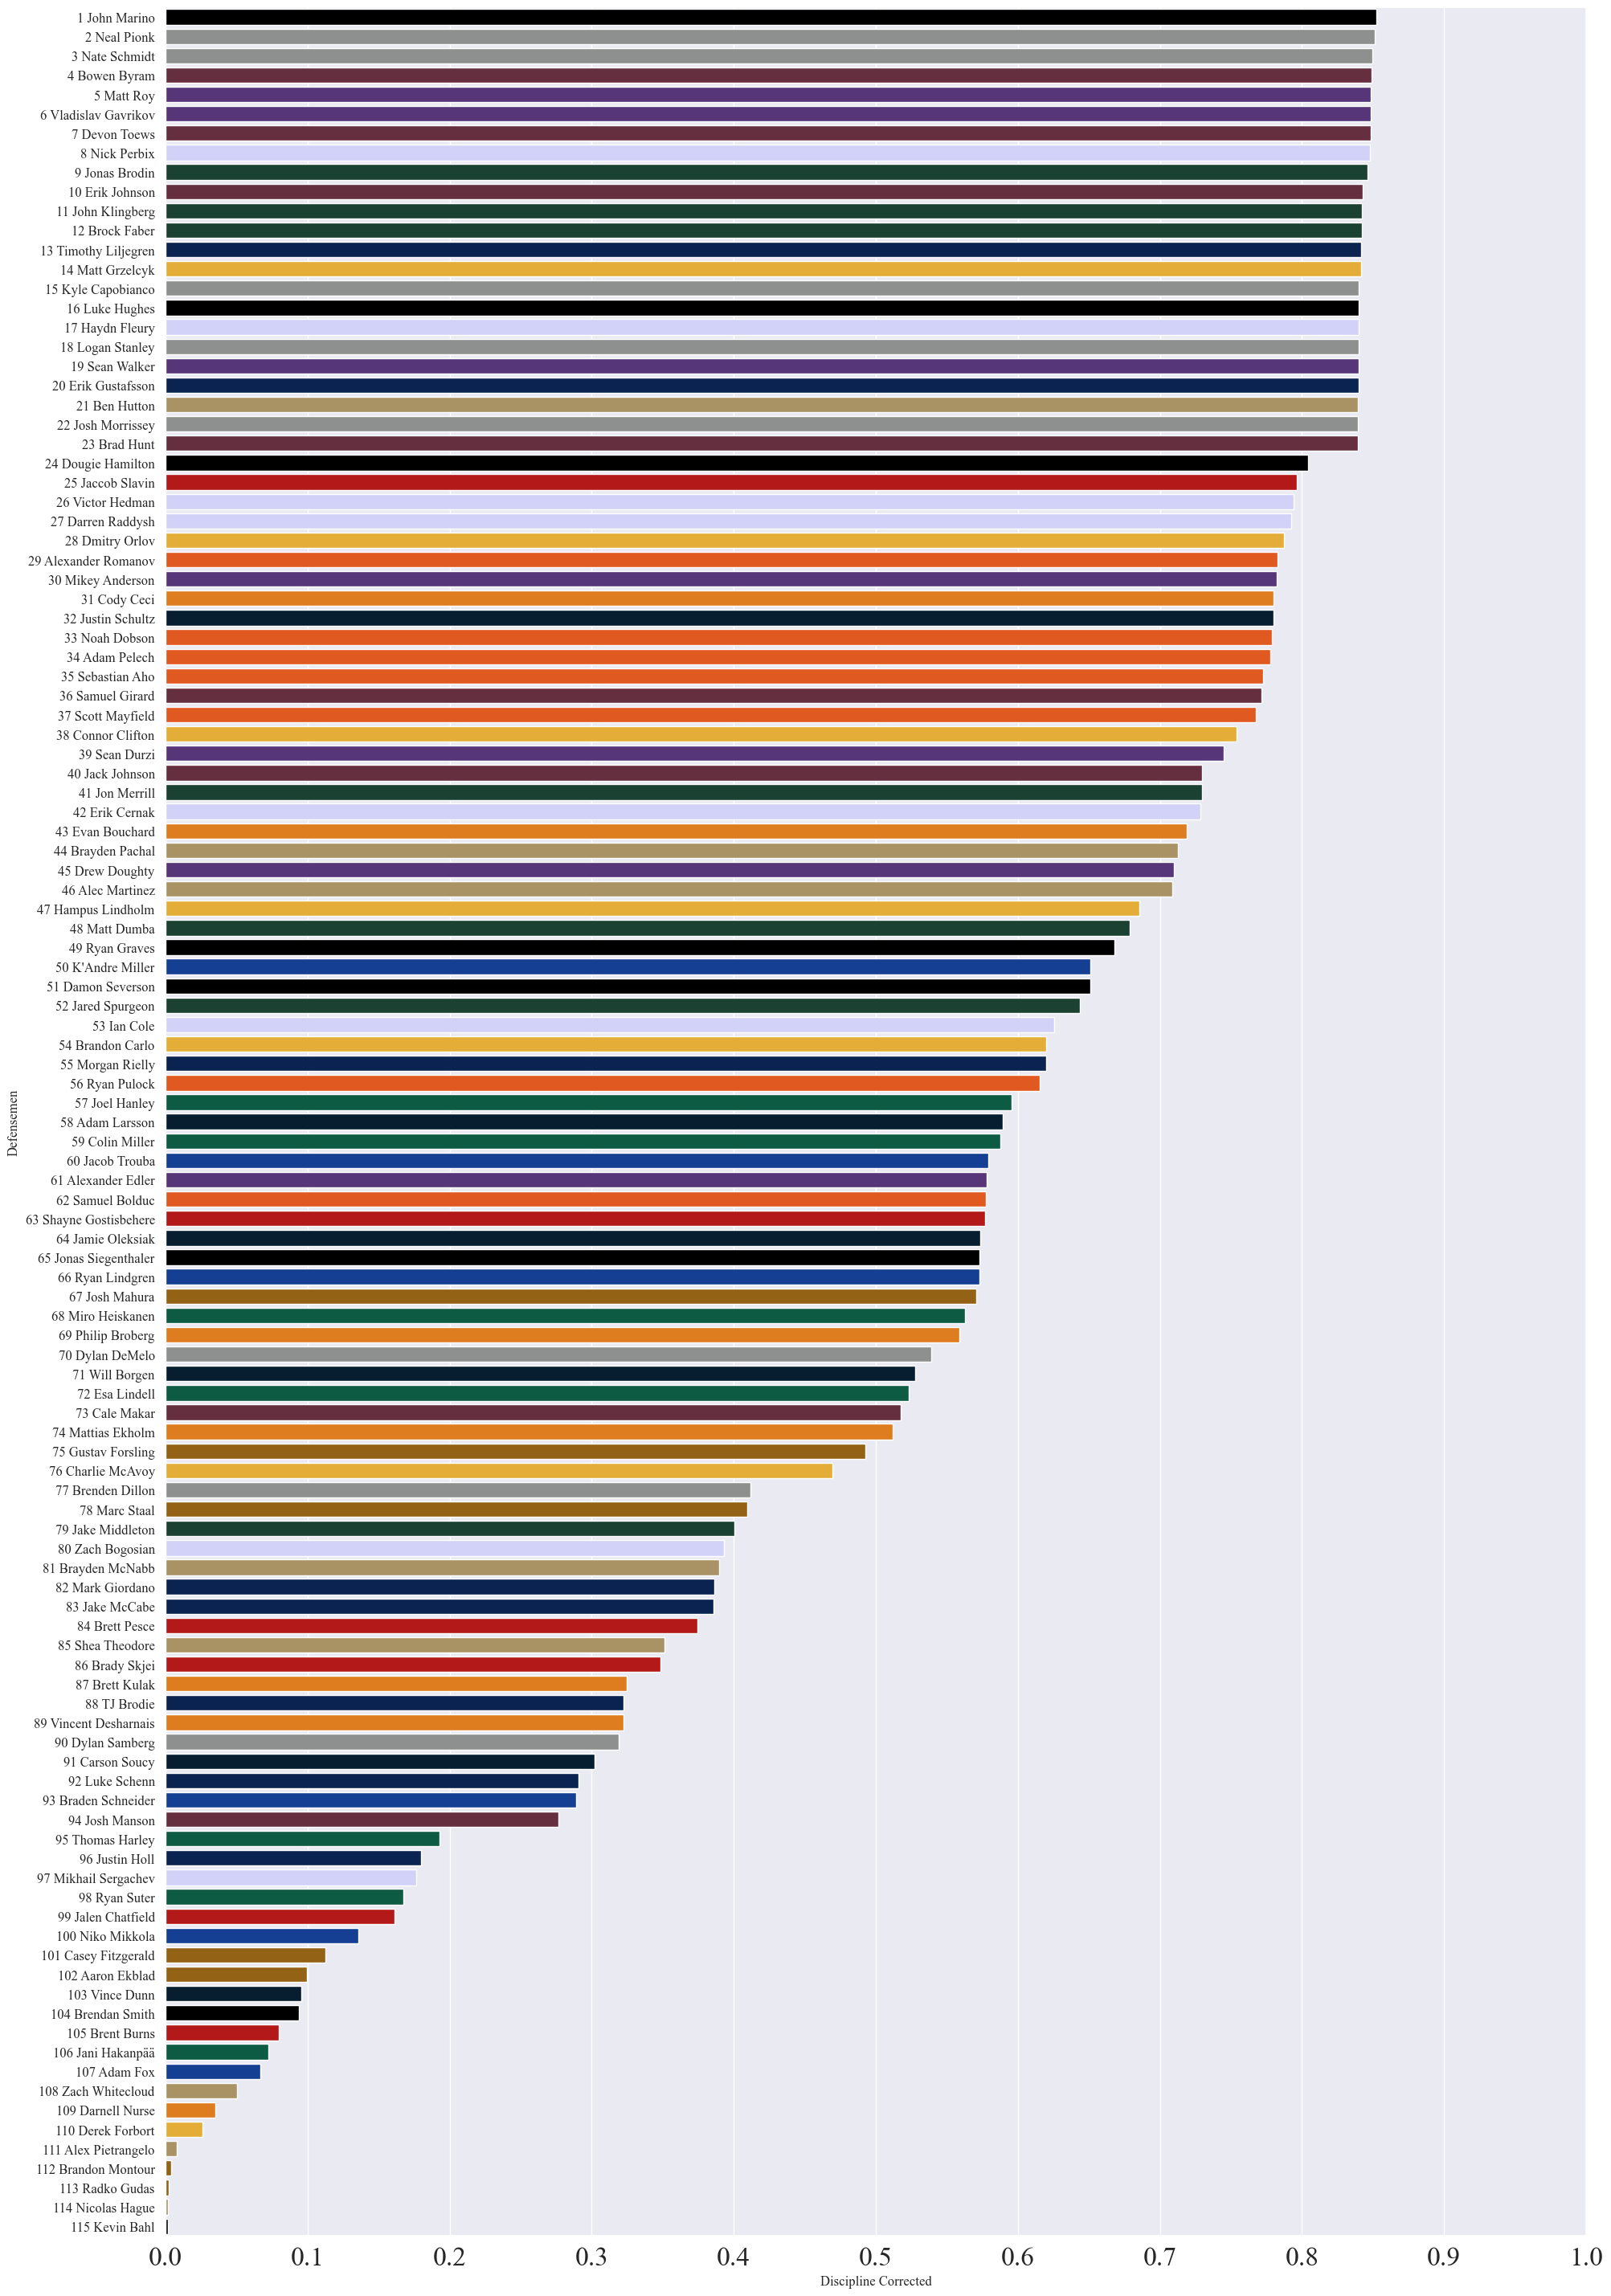 1 John Marino
2 Neal Pionk
3 Nate Schmidt
4 Bowen Byram
5 Matt Roy
6 Vladislav Gavrikov
7 Devon Toews
8 Nick Perbix
9 Jonas Brodin
10 Erik Johnson
11 John Klingberg
12 Brock Faber
13 Timothy Liljegren
14 Matt Grzelcyk
15 Kyle Capobianco
16 Luke Hughes
17 Haydn Fleury
18 Logan Stanley
19 Sean Walker
20 Erik Gustafsson
21 Ben Hutton
22 Josh Morrissey
23 Brad Hunt
24 Dougie Hamilton
25 Jaccob Slavin
26 Victor Hedman
27 Darren Raddysh
28 Dmitry Orlov
29 Alexander Romanov
30 Mikey Anderson
31 Cody Ceci
32 Justin Schultz
33 Noah Dobson
34 Adam Pelech
35 Sebastian Aho
36 Samuel Girard
37 Scott Mayfield
38 Connor Clifton
39 Sean Durzi
40 Jack Johnson
41 Jon Merrill
42 Erik Cernak
43 Evan Bouchard
44 Brayden Pachal
45 Drew Doughty
46 Alec Martinez
47 Hampus Lindholm
48 Matt Dumba
49 Ryan Graves
50 K'Andre Miller
51 Damon Severson
52 Jared Spurgeon
53 Ian Cole
54 Brandon Carlo
55 Morgan Rielly
56 Ryan Pulock
57 Joel Hanley
58 Adam Larsson
59 Colin Miller
60 Jacob Trouba
61 Alexander Edler
62 Samuel Bolduc
63 Shayne Gostisbehere
64 Jamie Oleksiak
65 Jonas Siegenthaler
66 Ryan Lindgren
67 Josh Mahura
68 Miro Heiskanen
69 Philip Broberg
70 Dylan DeMelo
71 Will Borgen
72 Esa Lindell
73 Cale Makar
74 Mattias Ekholm
75 Gustav Forsling
76 Charlie McAvoy
77 Brenden Dillon
78 Marc Staal
79 Jake Middleton
80 Zach Bogosian
81 Brayden McNabb
82 Mark Giordano
83 Jake McCabe
84 Brett Pesce
85 Shea Theodore
86 Brady Skjei
87 Brett Kulak
88 TJ Brodie
89 Vincent Desharnais
90 Dylan Samberg
91 Carson Soucy
92 Luke Schenn
93 Braden Schneider
94 Josh Manson
95 Thomas Harley
96 Justin Holl
97 Mikhail Sergachev
98 Ryan Suter
99 Jalen Chatfield
100 Niko Mikkola
101 Casey Fitzgerald
102 Aaron Ekblad
103 Vince Dunn
104 Brendan Smith
105 Brent Burns
106 Jani Hakanpää
107 Adam Fox
108 Zach Whitecloud
109 Darnell Nurse
110 Derek Forbort
111 Alex Pietrangelo
112 Brandon Montour
113 Radko Gudas
114 Nicolas Hague
115 Kevin Bahl
Defensemen
0.0 0.1 0.2 0.3 0.4 0.5 0.6 0.7 0.8 0.9 1.0
Discipline Corrected